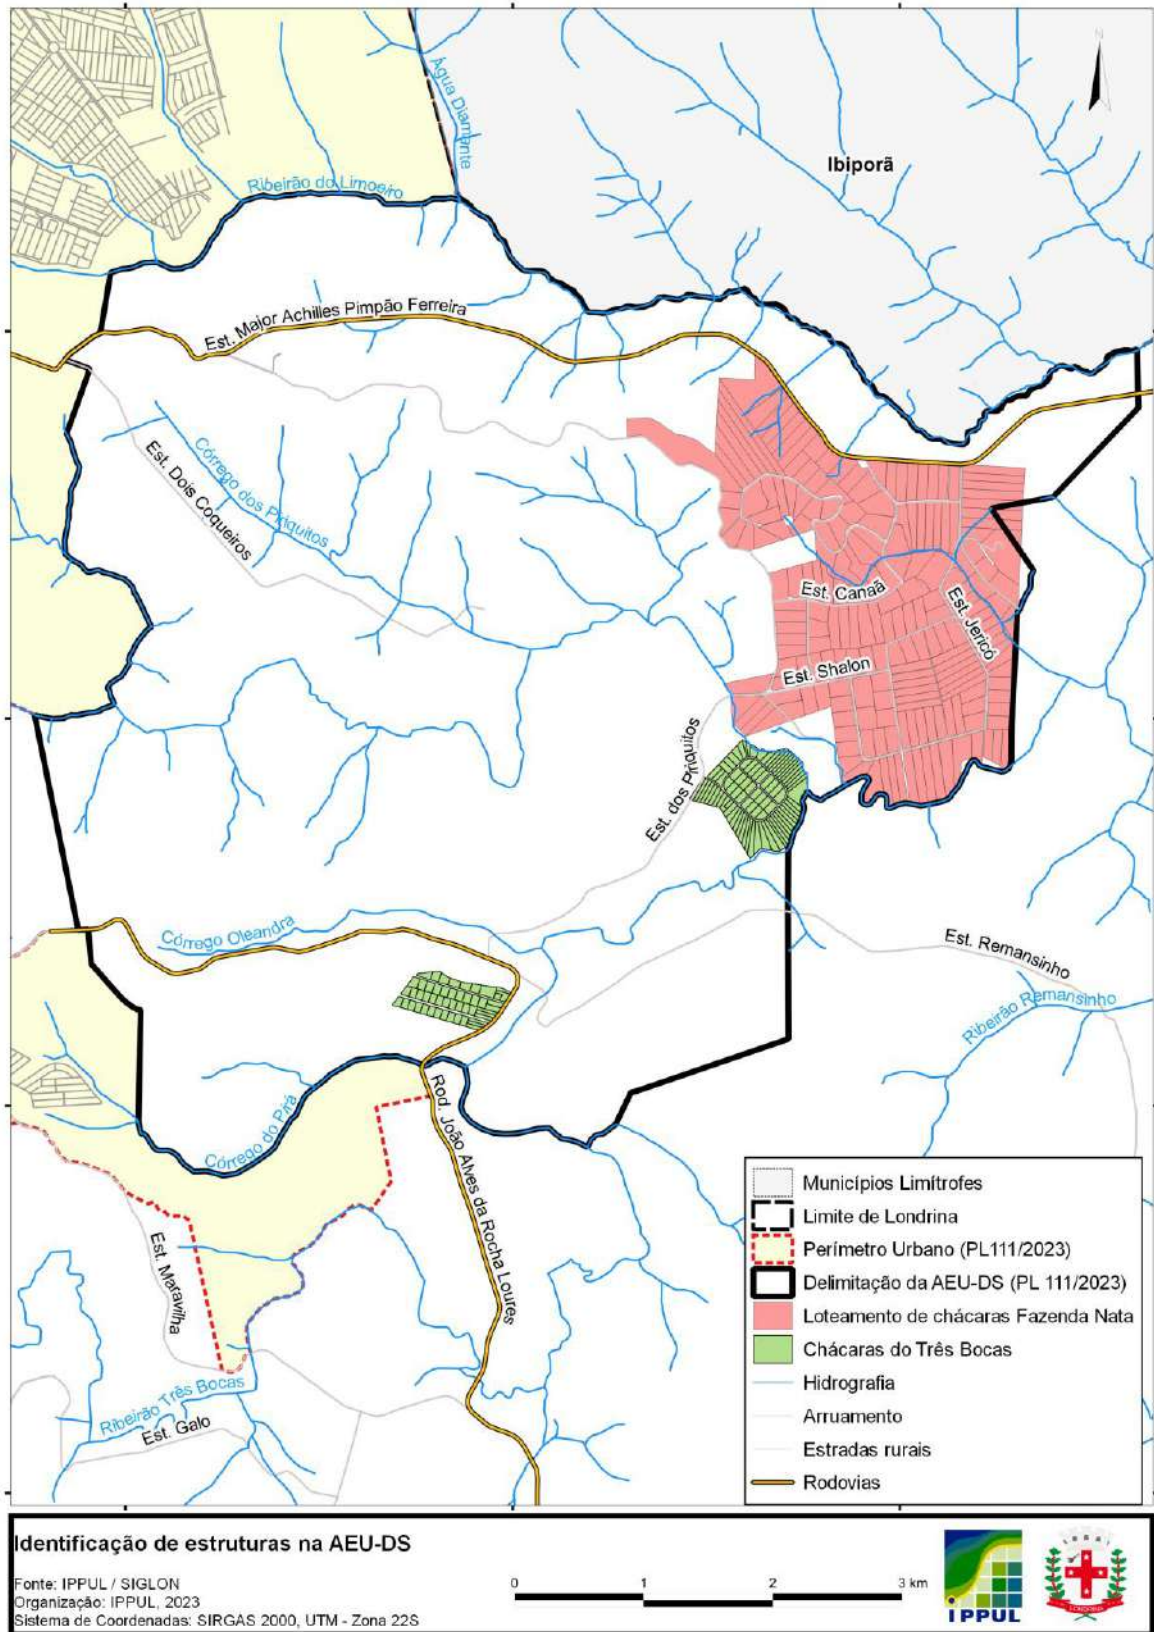 N
Água Diamante
Ibiporã
Ribeirão do Limoeiro
Est. Major Achilles Pimpão Ferreira
Córrego dos Priquitos
Est. Dois Coqueiros
Est. Canaã
Est. Jericó
Est. Shalon
Est. dos Priquitos
Córrego Oleandra
Est. Remansinho
Ribeirão Remansinho
Córrego do Pirá
Rod. João Alves da Rocha Loures
Est. Maravilha
Ribeirão Três Bocas
Est. Galo
Municípios Limítrofes
Limite de Londrina
Perímetro Urbano (PL111/2023)
Delimitação da AEU-DS (PL 111/2023)
Loteamento de chácaras Fazenda Nata
Chácaras do Três Bocas
Hidrografia
Arruamento
Estradas rurais
Rodovias
Identificação de estruturas na AEU-DS
Fonte: IPPUL / SIGLON
Organização: IPPUL, 2023
Sistema de Coordenadas: SIRGAS 2000, UTM - Zona 22S
0 1 2 3 km
IPPUL
LONDRINA